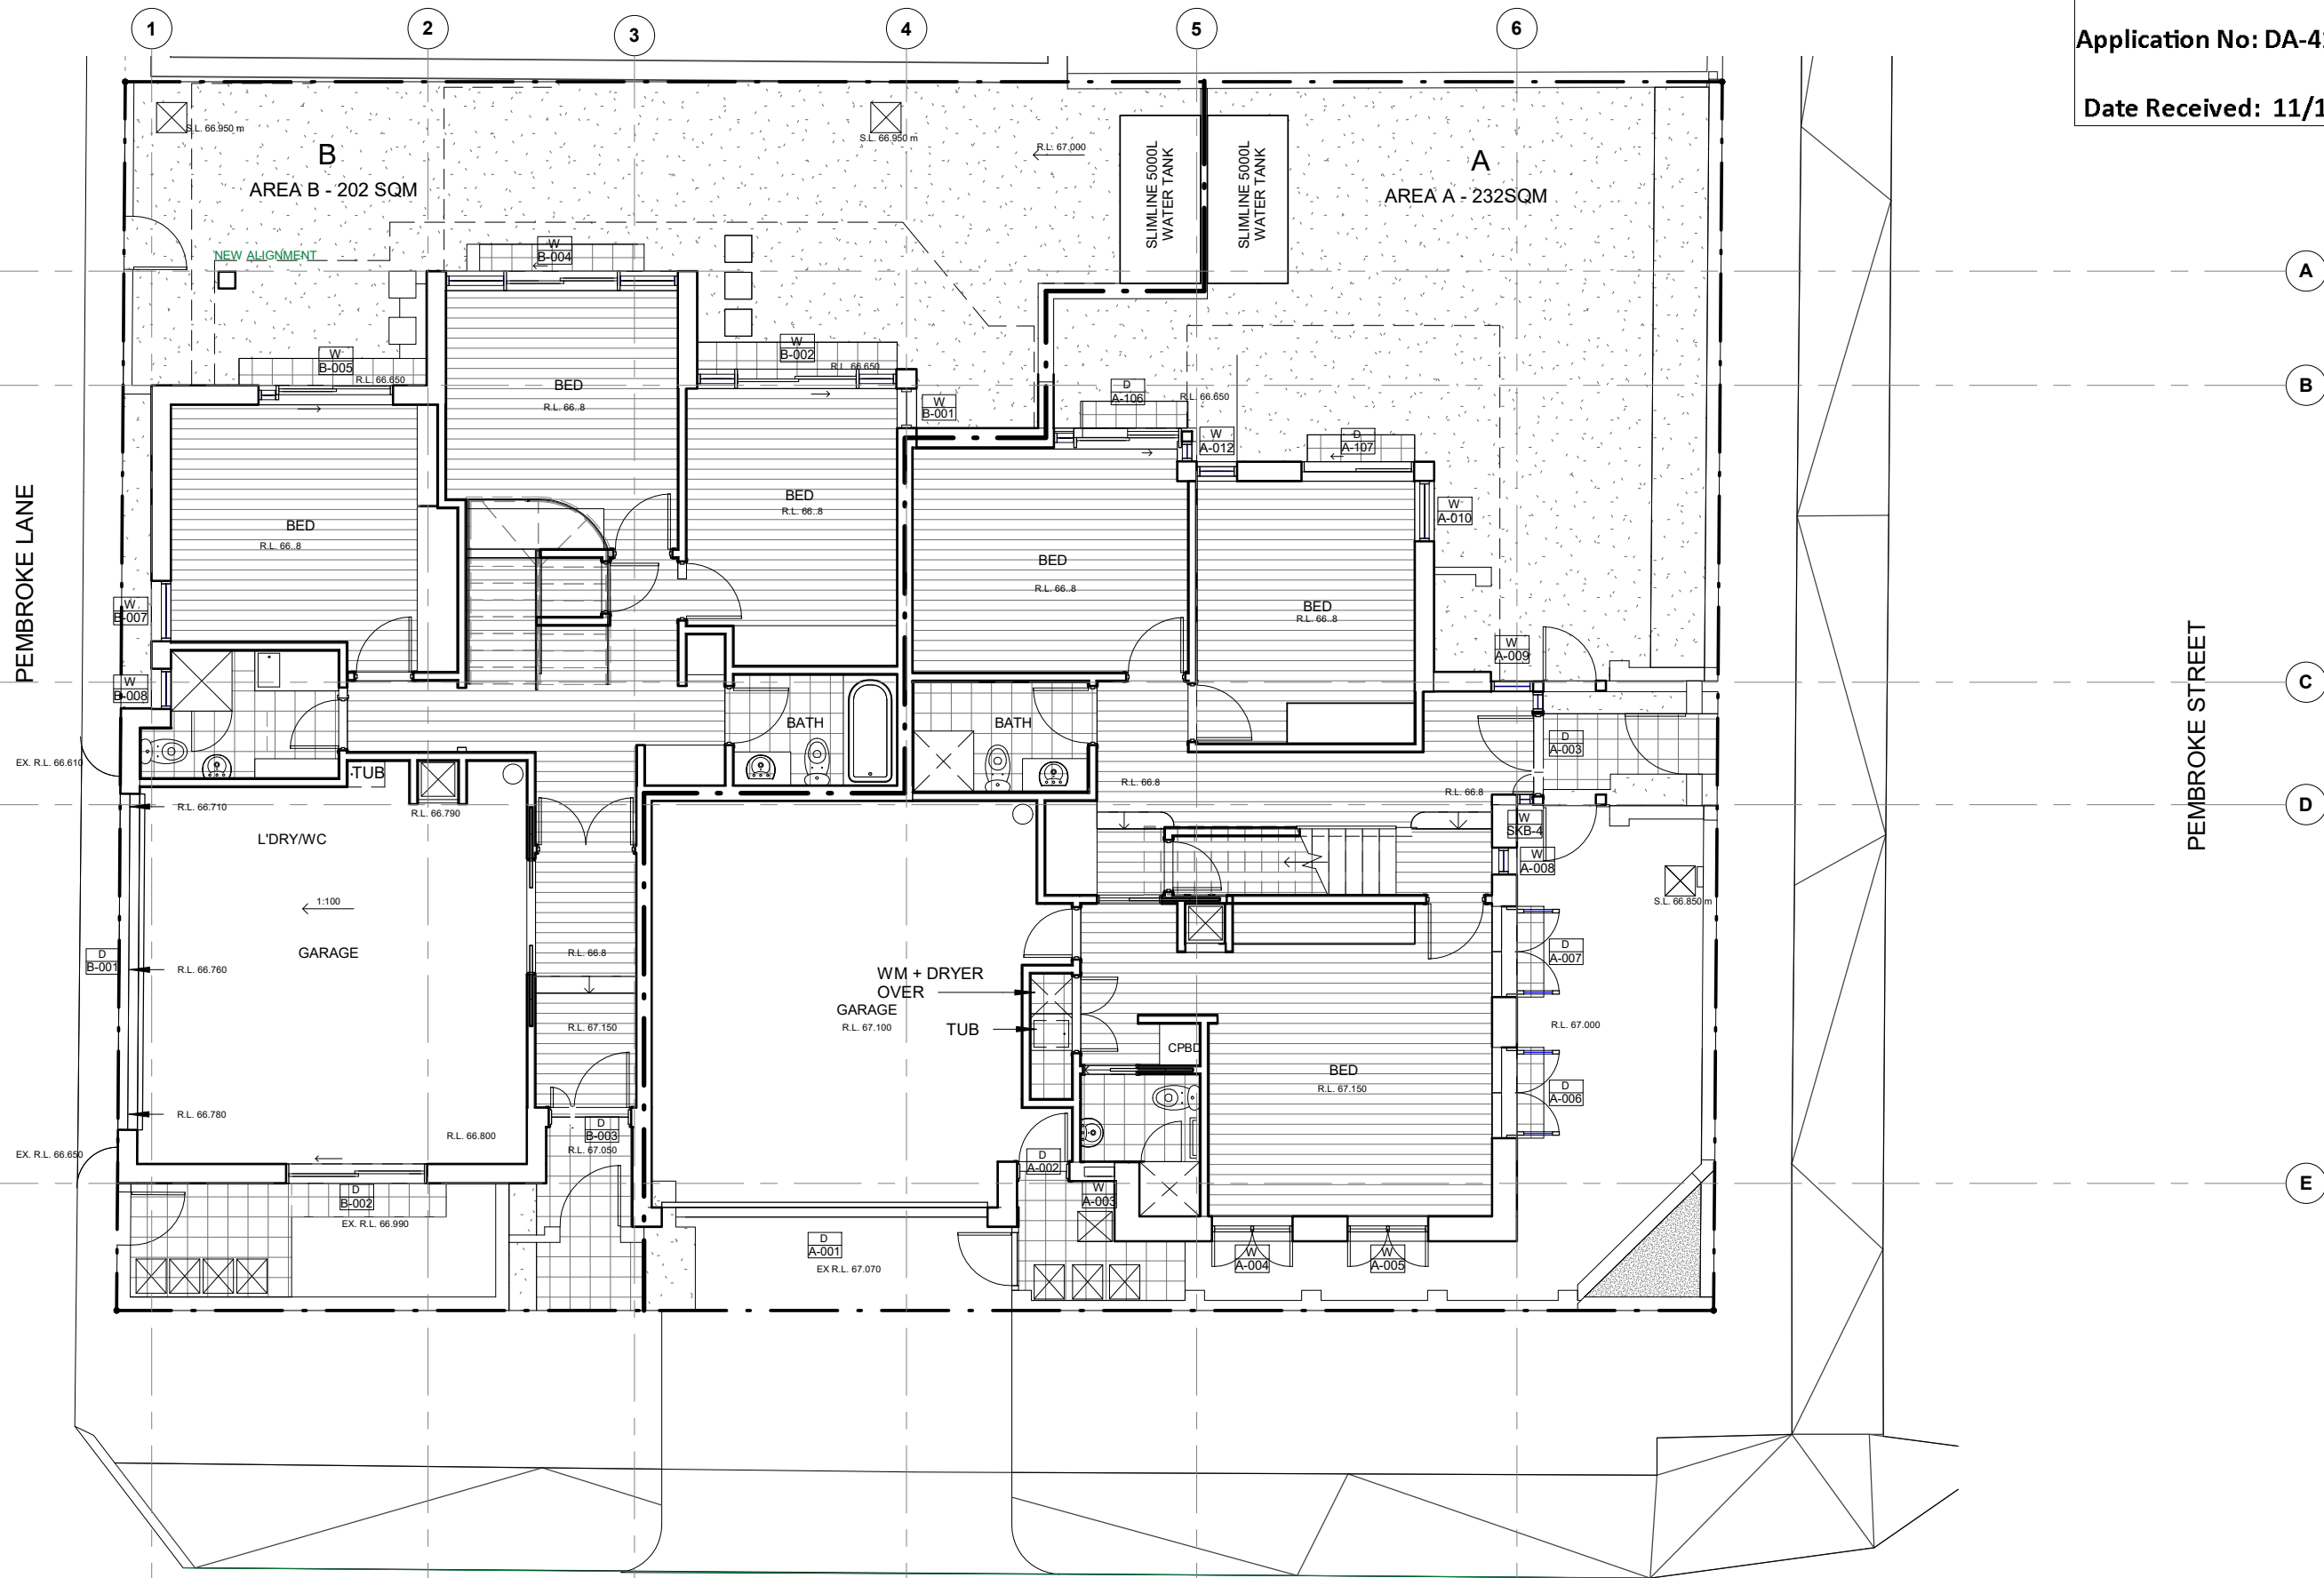 1
2
3
4
5
6
Application No: DA-4
Date Received: 11/1
S.L. 66.950 m
B
AREA B - 202 SQM
S.L. 66.950 m
R.L. 67.000
SLIMLINE 5000L
WATER TANK
SLIMLINE 5000L
WATER TANK
A
AREA A - 232SQM
NEW ALIGNMENT
W
B-004
A
W
B-005
R.L. 66.650
BED
R.L. 66..8
W
B-002
R.L. 66.650
W
B-001
D
A-106
R.L. 66.650
B
W
A-012
D
A-107
PEMBROKE LANE
BED
R.L. 66..8
BED
R.L. 66..8
BED
R.L. 66..8
BED
R.L. 66..8
W
A-010
W
B-007
W
B-008
W
A-009
C
PEMBROKE STREET
BATH
BATH
D
A-003
EX. R.L. 66.610
TUB
R.L. 66.8
R.L. 66.8
R.L. 66.710
R.L. 66.790
D
L'DRY/WC
W
SKB-4
W
A-008
S.L. 66.850 m
1:100
GARAGE
D
B-001
R.L. 66.760
R.L. 66.8
D
A-007
WM + DRYER
OVER
GARAGE
R.L. 67.100
TUB
R.L. 67.150
R.L. 67.000
CPBD
BED
R.L. 67.150
D
A-006
R.L. 66.780
R.L. 66.800
D
B-003
R.L. 67.050
EX. R.L. 66.650
D
A-002
E
D
B-002
EX. R.L. 66.990
W
A-003
D
A-001
EX R.L. 67.070
W
A-004
W
A-005